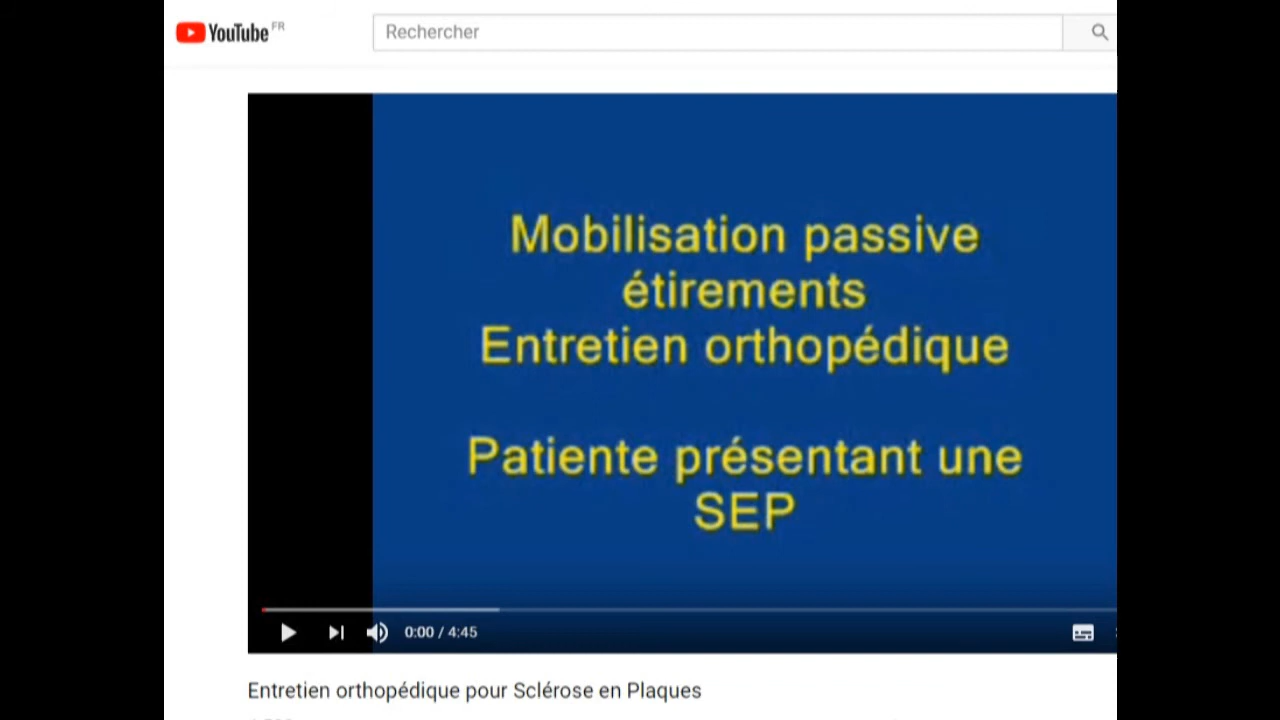 YouTube FR
Rechercher
Mobilisation passive
étirements
Entretien orthopédique
Patiente présentant une
SEP
0:00 / 4:45
Entretien orthopédique pour Sclérose en Plaques